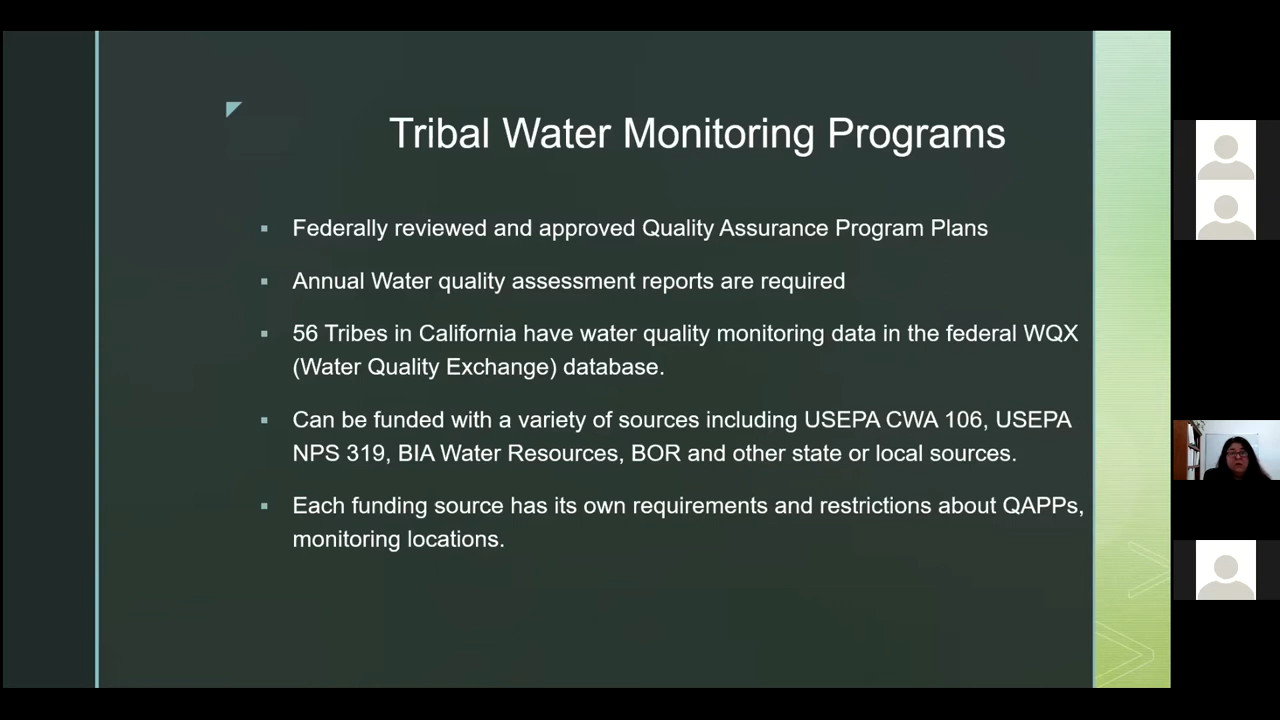 Tribal Water Monitoring Programs
Federally reviewed and approved Quality Assurance Program Plans
Annual Water quality assessment reports are required
56 Tribes in California have water quality monitoring data in the federal WQX
(Water Quality Exchange) database.
Can be funded with a variety of sources including USEPA CWA 106, USEPA
NPS 319, BIA Water Resources, BOR and other state or local sources.
Each funding source has its own requirements and restrictions about QAPPs,
monitoring locations.